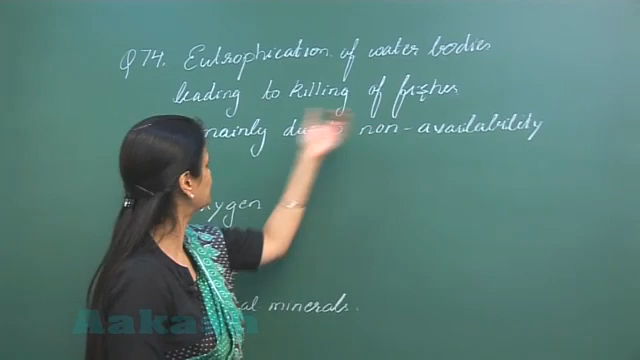 Q74. Eutrophication of water bodies
leading to killing of fishes
mainly due to non-availability
oxygen
minerals.
Aakash